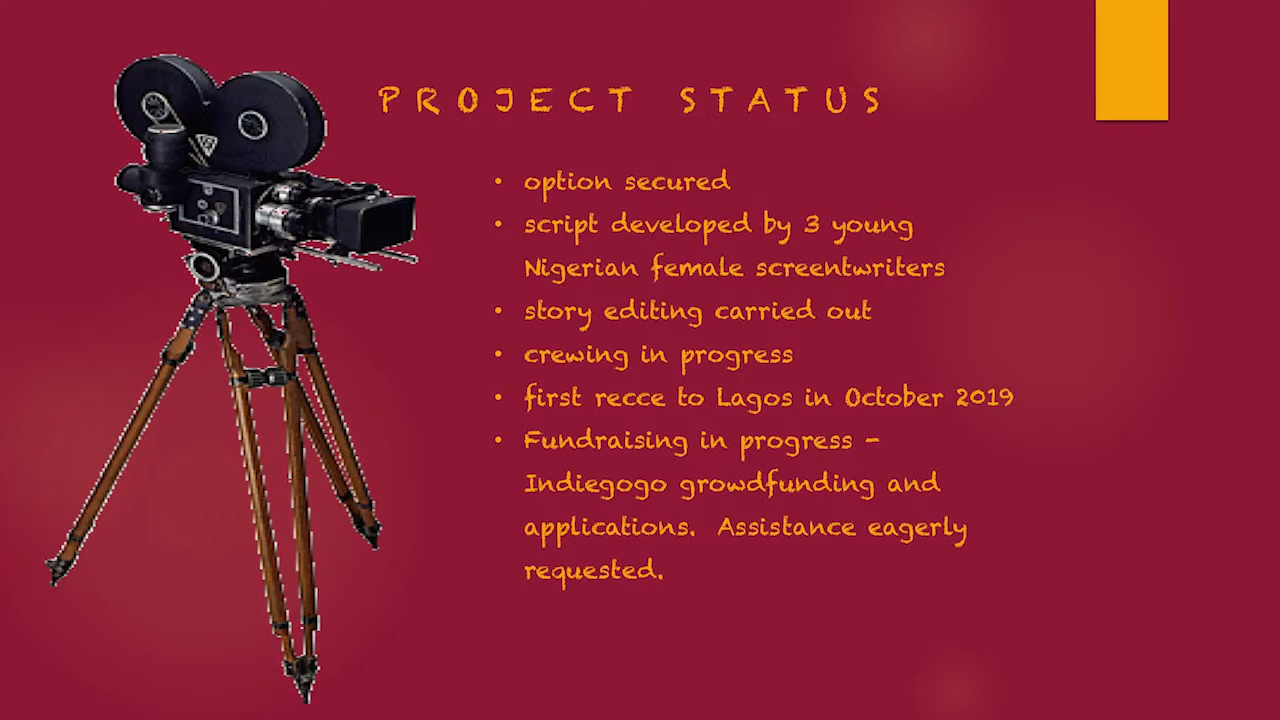 PROJECT STATUS
• option secured
• script developed by 3 young
Nigerian female screentwriters
• story editing carried out
• crewing in progress
• first recce to Lagos in October 2019
• Fundraising in progress -
Indiegogo growdfunding and
applications. Assistance eagerly
requested.